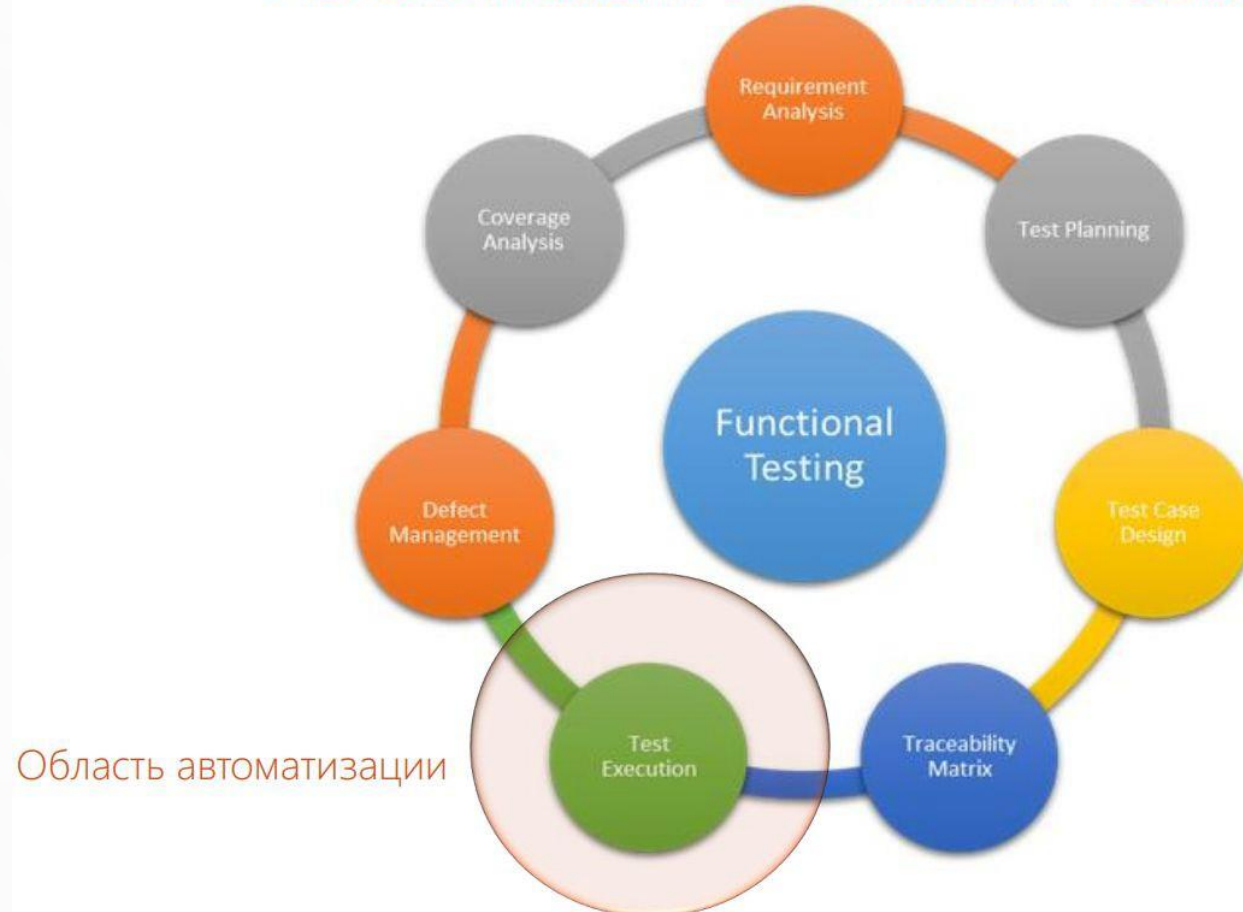 Requirement
Analysis
Test Planning
Test Case
Design
Traceability
Matrix
Test
Execution
Defect
Management
Coverage
Analysis
Functional
Testing
Область автоматизации